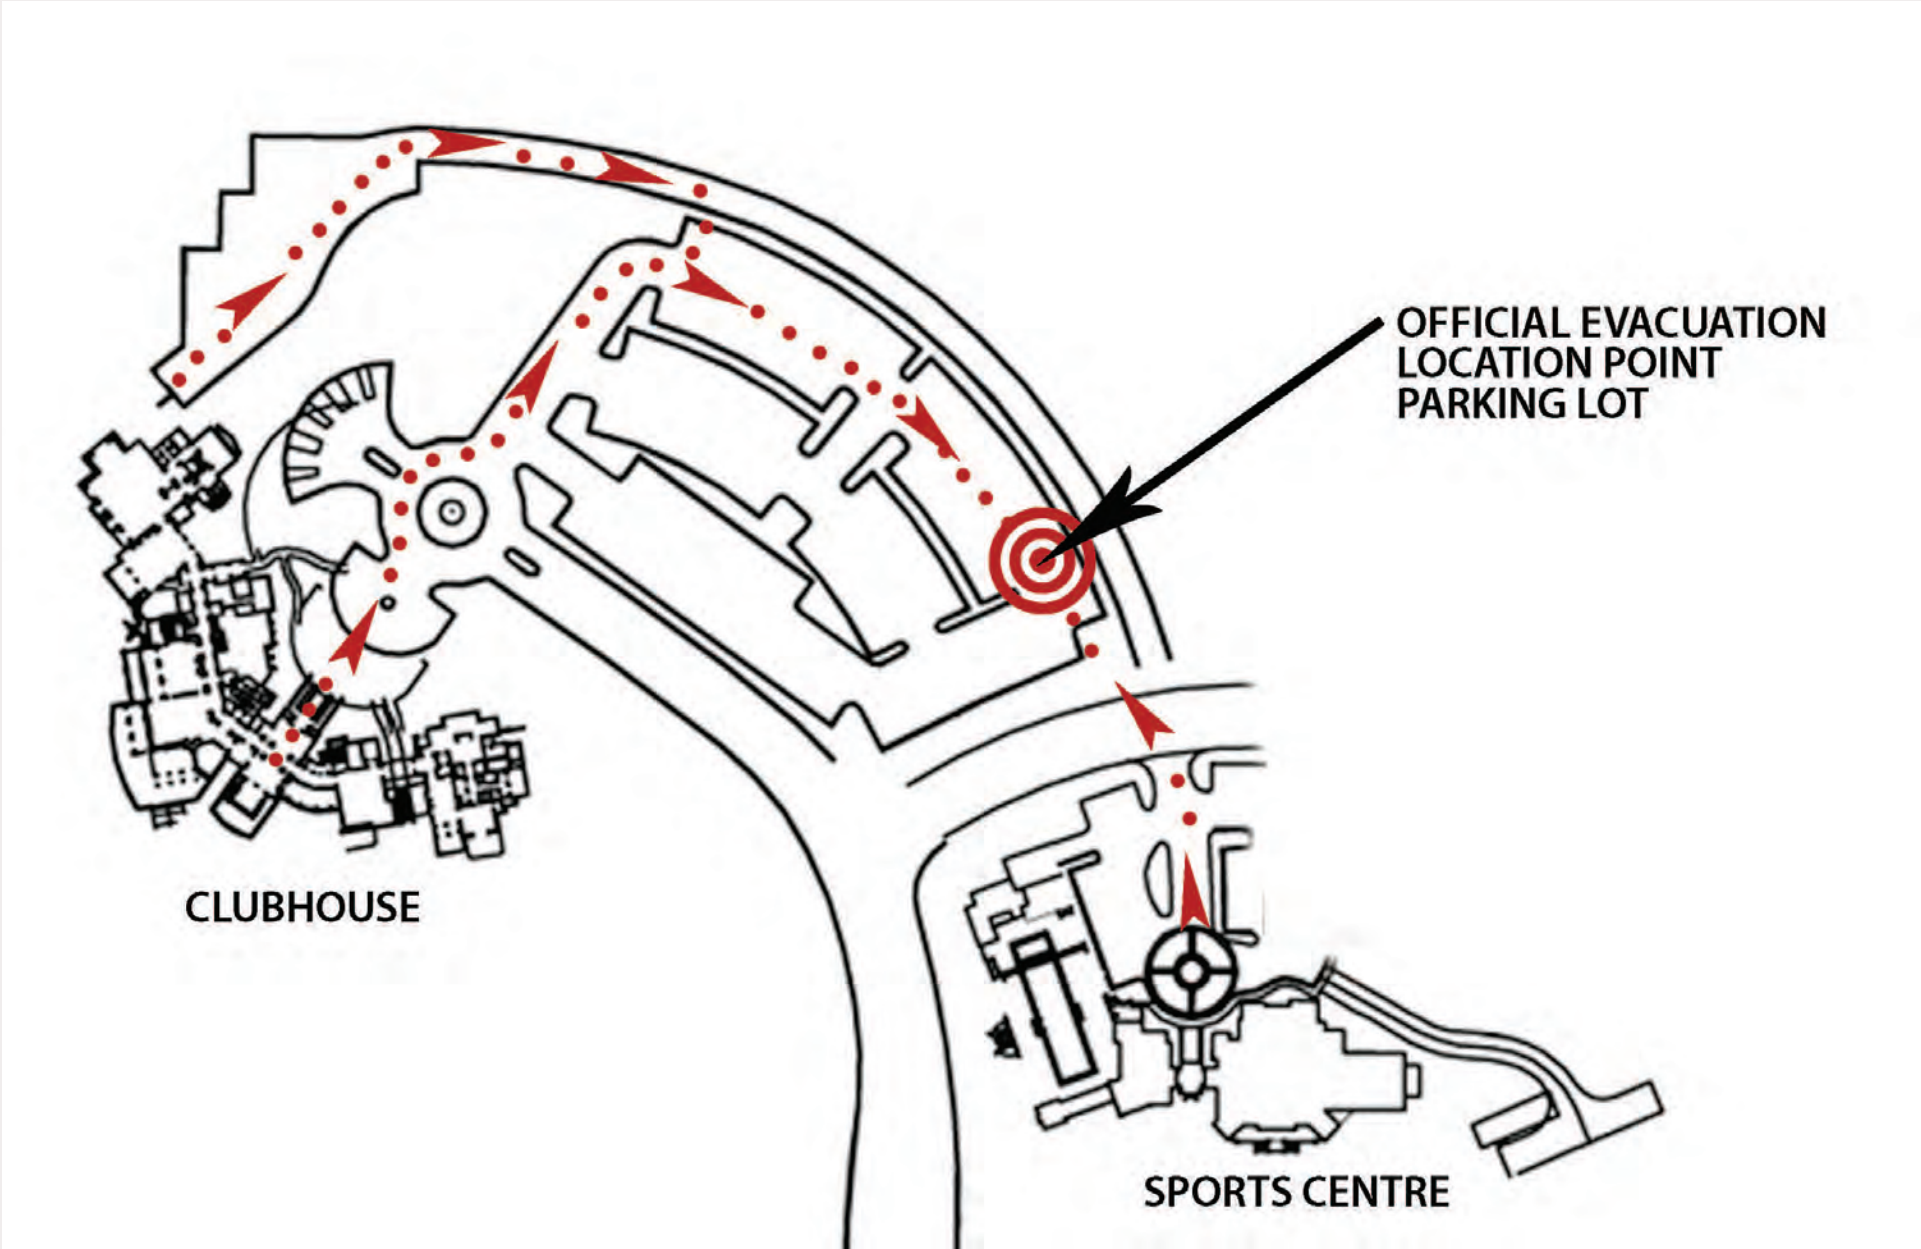 OFFICIAL EVACUATION
LOCATION POINT
PARKING LOT
CLUBHOUSE
SPORTS CENTRE